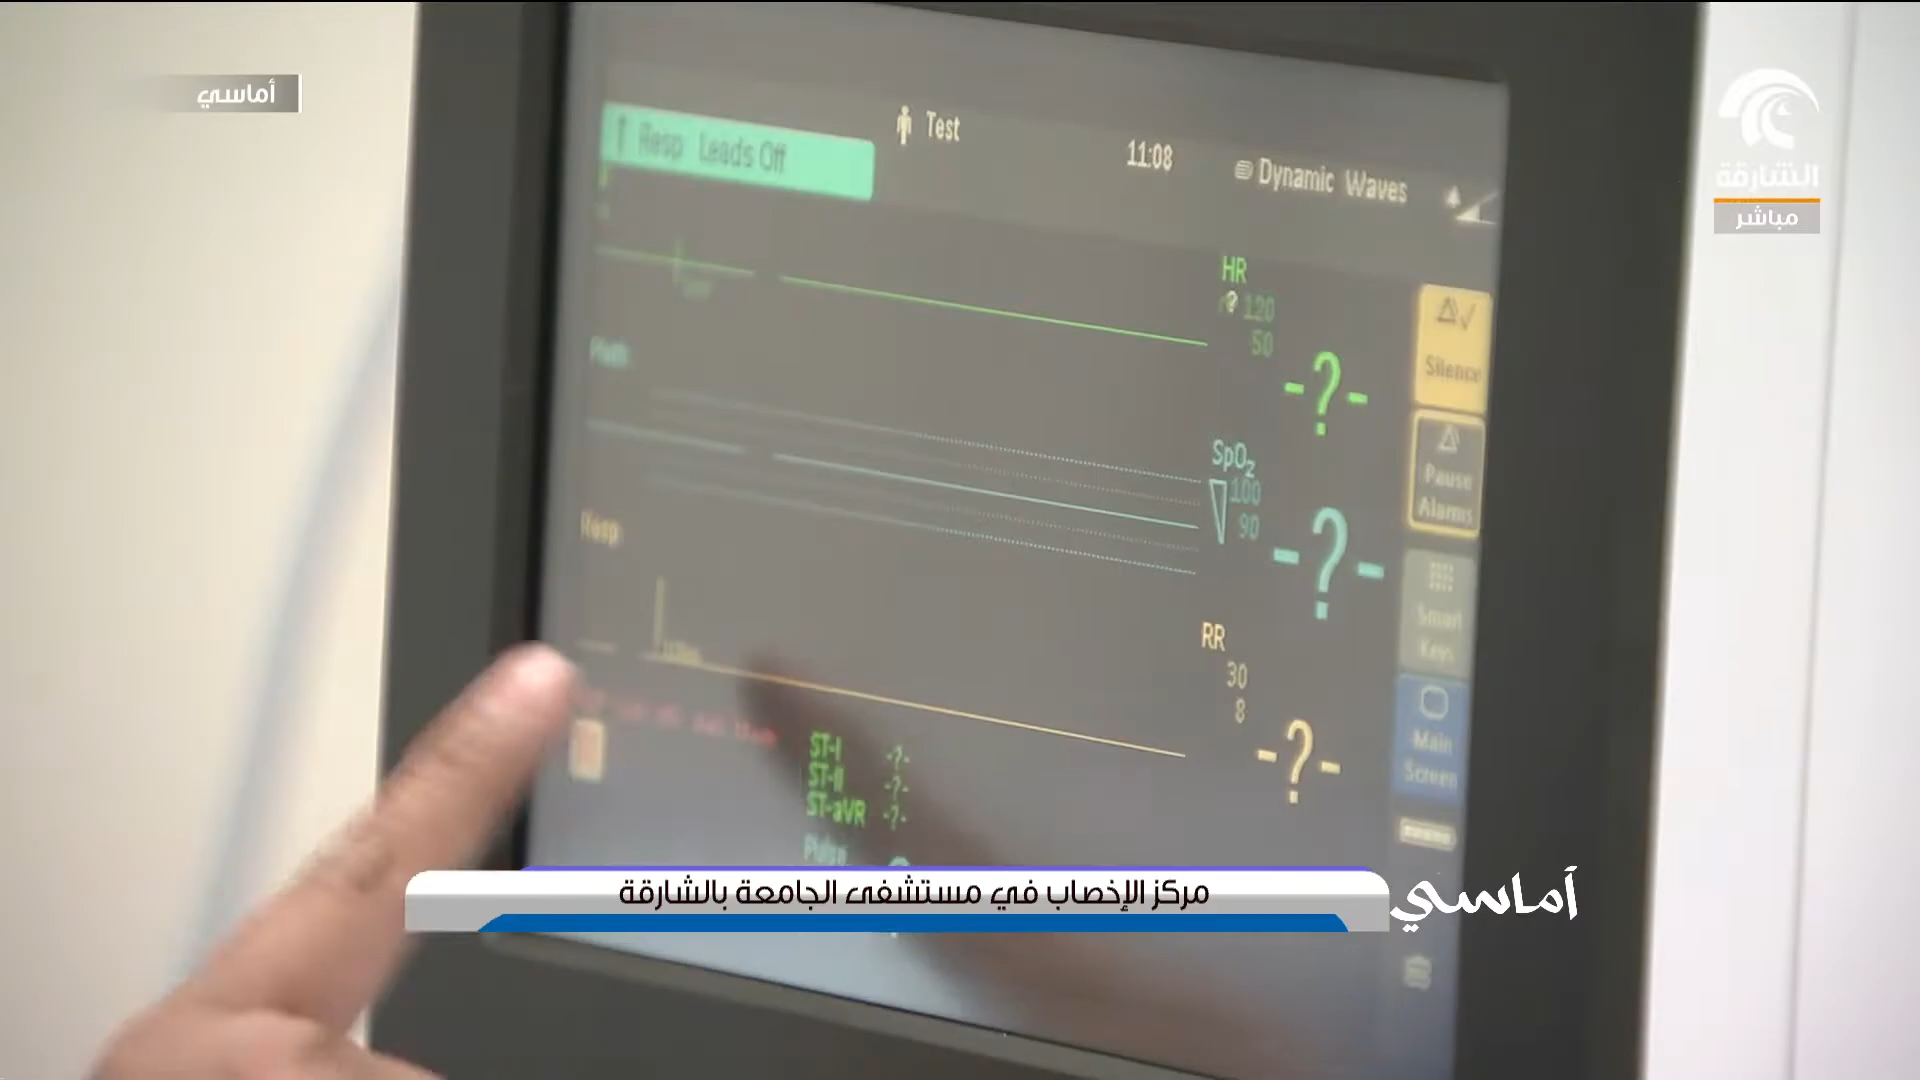 أماسي
الشارقة
مباشر
Resp Leads Off
Test
11:08
Dynamic Waves
HR
120
50
-?-
Silence
Pleth
SpO₂
100
90
-?-
Pause
Alarms
Resp
RR
30
8
-?-
Smart
Keys
Main
Screen
ST-I -?-
ST-II -?-
ST-aVR -?-
Pulse
مركز الإخصاب في مستشفى الجامعة بالشارقة
أماسي